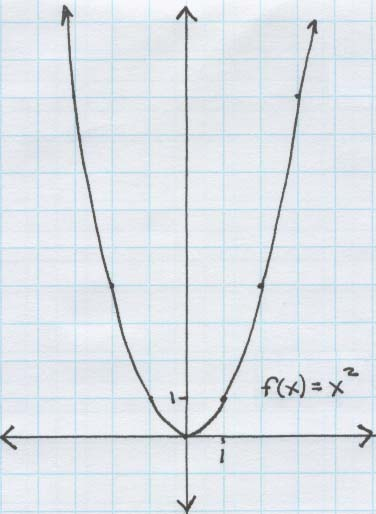 f(x) = x²
1
1